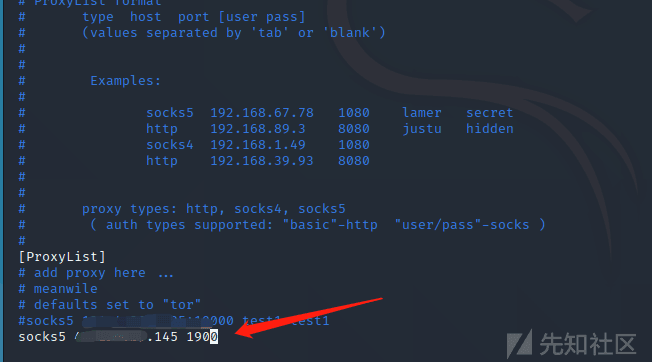 # ProxyList format
#       type  host  port [user pass]
#       (values separated by 'tab' or 'blank')
#
#
#        Examples:
#
#               socks5  192.168.67.78   1080    lamer   secret
#               http    192.168.89.3    8080    justu   hidden
#               socks4  192.168.1.49    1080
#               http    192.168.39.93   8080
#
#
#       proxy types: http, socks4, socks5
#        ( auth types supported: "basic"-http  "user/pass"-socks )
#
[ProxyList]
# add proxy here ...
# meanwile
# defaults set to "tor"
#socks5 test1 test1
socks5 .145 1900
先知社区